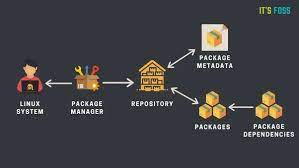 IT'S FOSS
PACKAGE
METADATA
LINUX
SYSTEM
PACKAGE
MANAGER
REPOSITORY
PACKAGES
PACKAGE
DEPENDENCIES